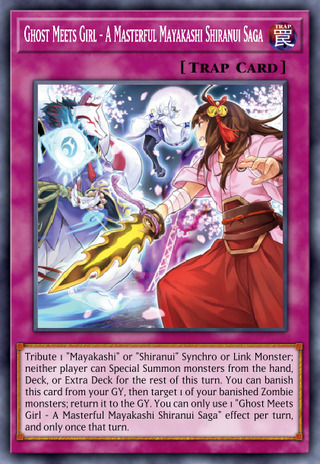 Ghost Meets Girl - A Masterful Mayakashi Shiranui Saga
TRAP
罠
[ Trap Card ]
Tribute 1 "Mayakashi" or "Shiranui" Synchro or Link Monster;
neither player can Special Summon monsters from the hand,
Deck, or Extra Deck for the rest of this turn. You can banish
this card from your GY, then target 1 of your banished Zombie
monsters; return it to the GY. You can only use 1 "Ghost Meets
Girl - A Masterful Mayakashi Shiranui Saga" effect per turn,
and only once that turn.